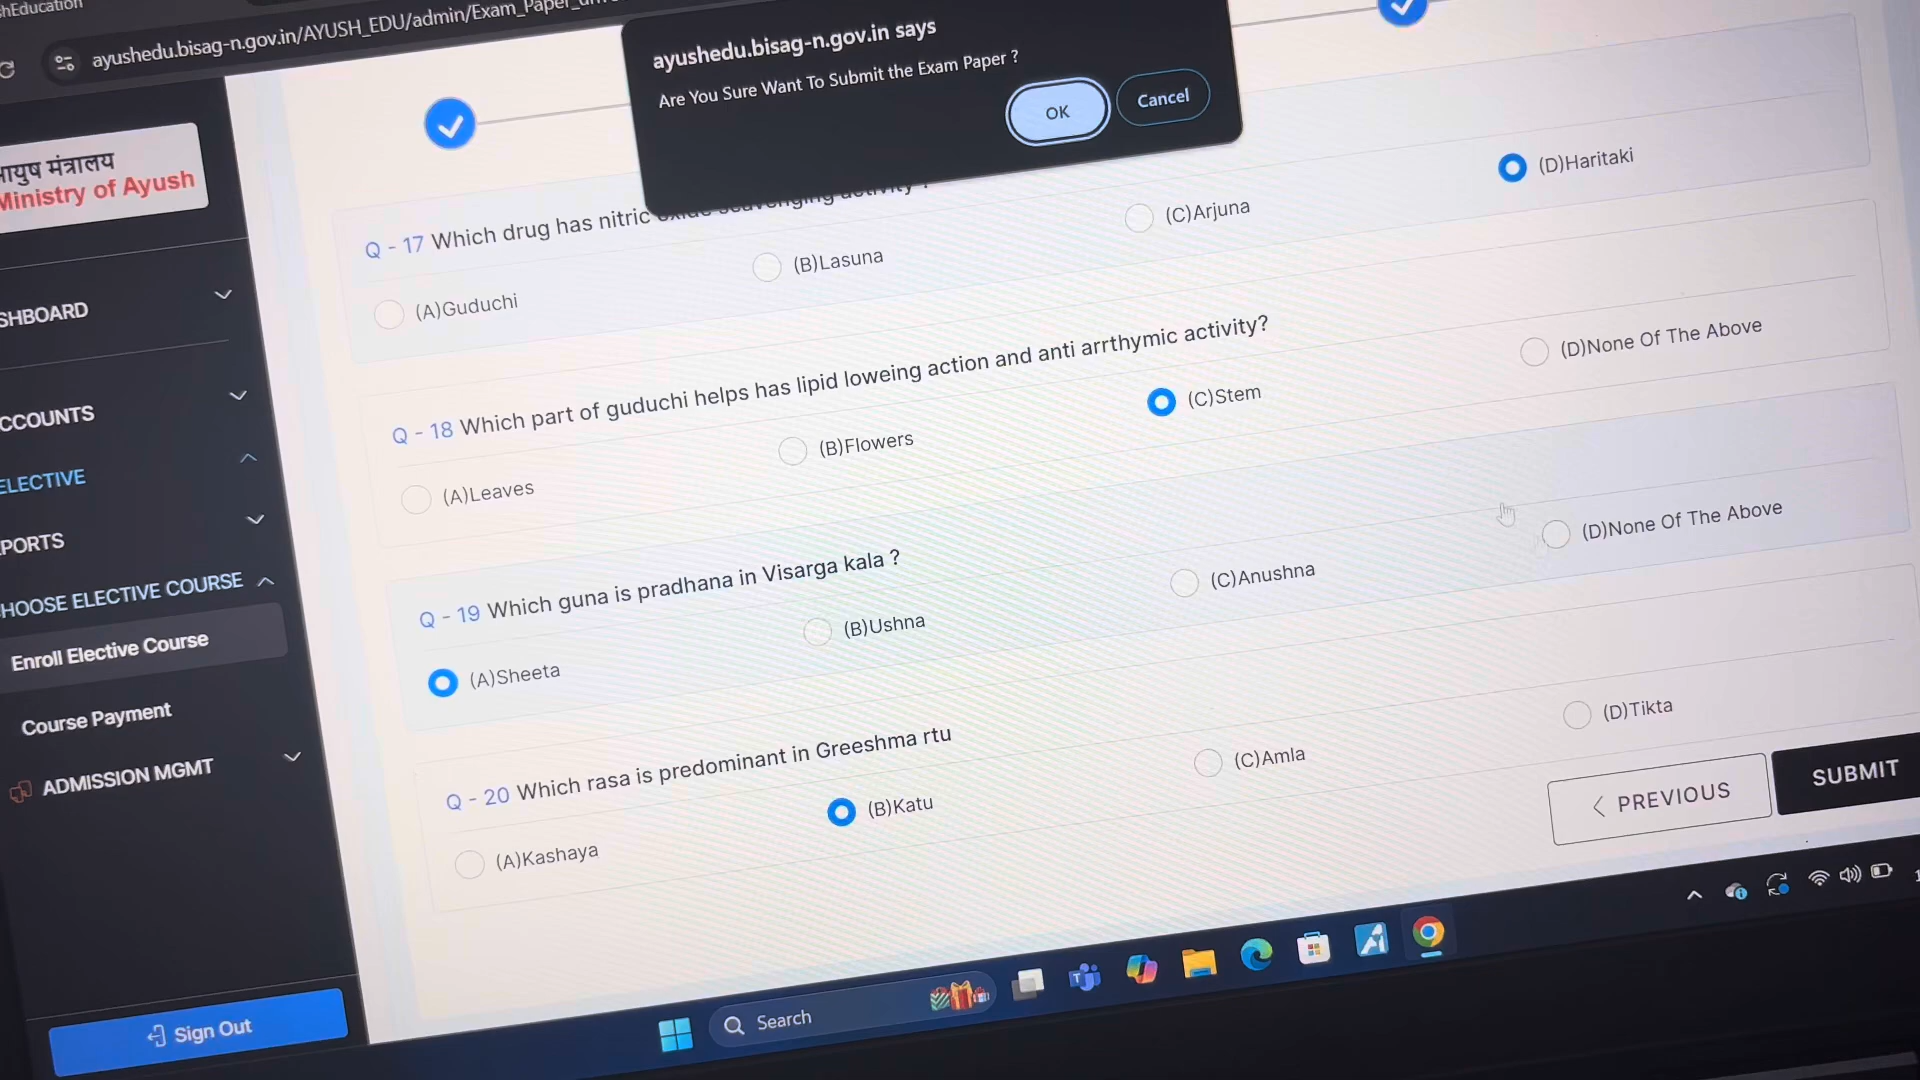 shEducation
ayushedu.bisag-n.gov.in/AYUSH_EDU/admin/Exam_Paper_
ayushedu.bisag-n.gov.in says
Are You Sure Want To Submit the Exam Paper ?
OK
Cancel
आयुष मंत्रालय
Ministry of Ayush
SHBOARD
CCOUNTS
ELECTIVE
PORTS
HOOSE ELECTIVE COURSE
Enroll Elective Course
Course Payment
ADMISSION MGMT
Sign Out
Q - 17 Which drug has nitric oxide scavenging activity ?
(A)Guduchi
(B)Lasuna
(C)Arjuna
(D)Haritaki
Q - 18 Which part of guduchi helps has lipid loweing action and anti arrthymic activity?
(A)Leaves
(B)Flowers
(C)Stem
(D)None Of The Above
Q - 19 Which guna is pradhana in Visarga kala ?
(A)Sheeta
(B)Ushna
(C)Anushna
(D)None Of The Above
Q - 20 Which rasa is predominant in Greeshma rtu
(A)Kashaya
(B)Katu
(C)Amla
(D)Tikta
PREVIOUS
SUBMIT
Search